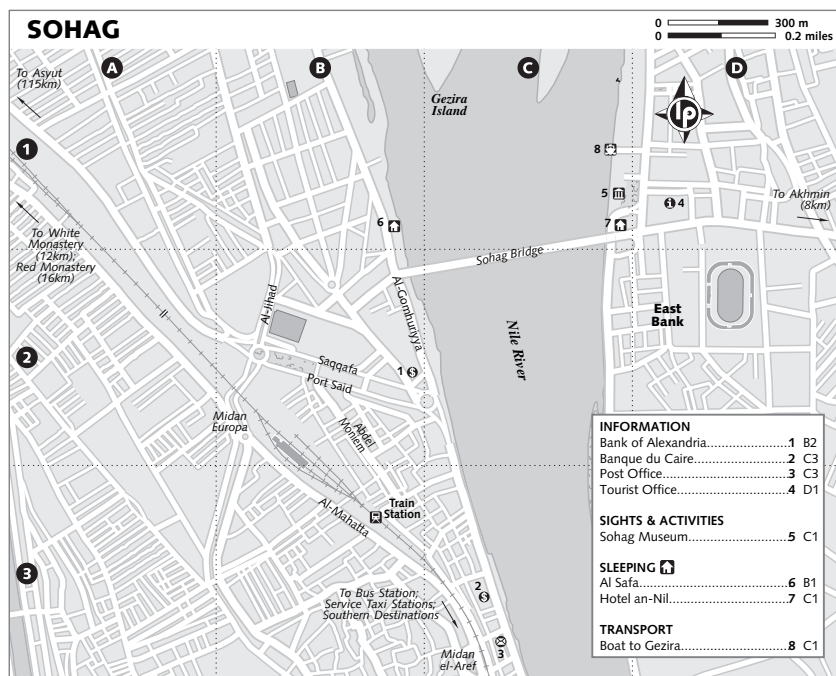 SOHAG
0 300 m
0 0.2 miles
A
B
C
D
To Asyut
(115km)
Gezira
Island
lp
1
8
5
4
To Akhmin
(8km)
6
7
To White
Monastery
(12km);
Red Monastery
(16km)
Sohag Bridge
Al-Jihad
Al-Gomhuriyya
Nile River
East
Bank
2
Saqqafa
Port Said
1 $
Midan
Europa
Abdel
Moniem
Train
Station
Al-Mahatta
3
To Bus Station;
Service Taxi Stations;
Southern Destinations
2
$
3
Midan
el-Aref
INFORMATION
Bank of Alexandria.......................1 B2
Banque du Caire...........................2 C3
Post Office...................................3 C3
Tourist Office...............................4 D1
SIGHTS & ACTIVITIES
Sohag Museum............................5 C1
SLEEPING
Al Safa........................................6 B1
Hotel an-Nil.................................7 C1
TRANSPORT
Boat to Gezira..............................8 C1